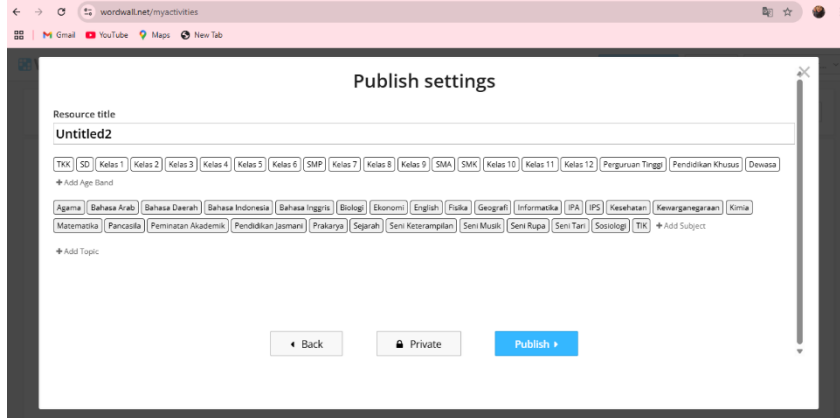 wordwall.net/myactivities
Gmail YouTube Maps New Tab
Publish settings
Resource title
Untitled2
TKK SD Kelas 1 Kelas 2 Kelas 3 Kelas 4 Kelas 5 Kelas 6 SMP Kelas 7 Kelas 8 Kelas 9 SMA SMK Kelas 10 Kelas 11 Kelas 12 Perguruan Tinggi Pendidikan Khusus Dewasa
+ Add Age Band
Agama Bahasa Arab Bahasa Daerah Bahasa Indonesia Bahasa Inggris Biologi Ekonomi English Fisika Geografi Informatika IPA IPS Kesehatan Kewarganegaraan Kimia
Matematika Pancasila Peminatan Akademik Pendidikan Jasmani Prakarya Sejarah Seni Keterampilan Seni Musik Seni Rupa Seni Tari Sosiologi TIK + Add Subject
+ Add Topic
Back Private Publish